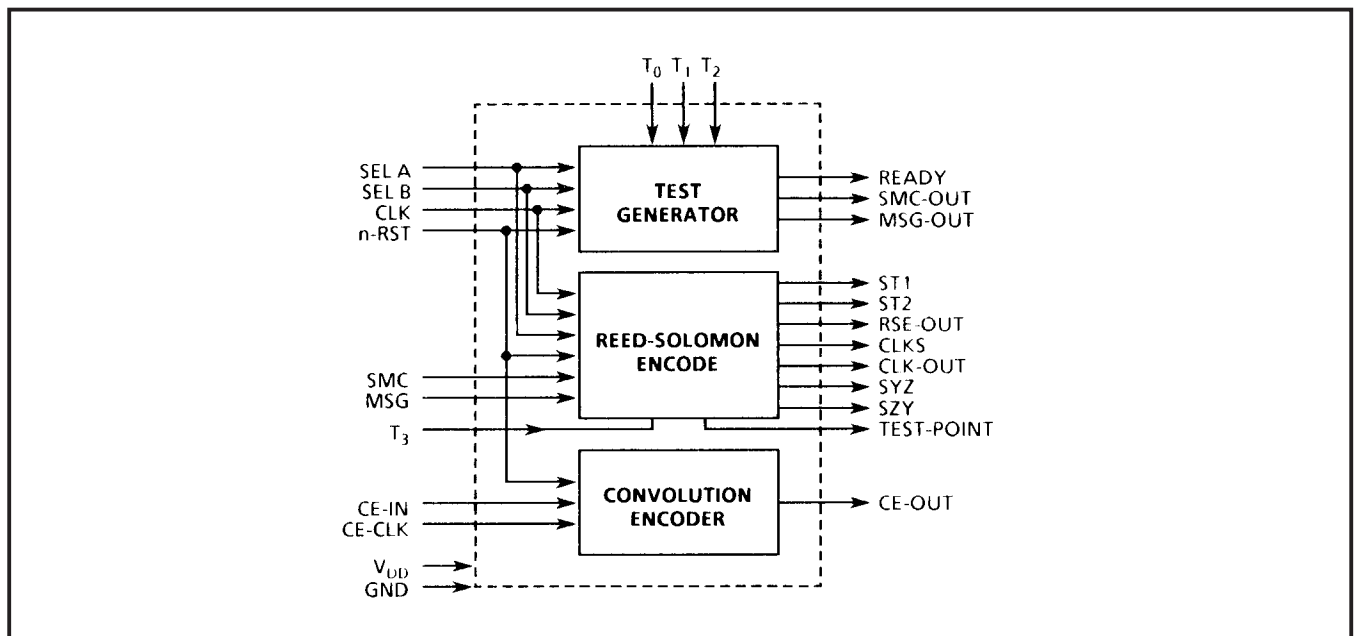 T0 T1 T2
SEL A
SEL B
CLK
n-RST
TEST
GENERATOR
READY
SMC-OUT
MSG-OUT
REED-SOLOMON
ENCODE
SMC
MSG
T3
ST1
ST2
RSE-OUT
CLKS
CLK-OUT
SYZ
SZY
TEST-POINT
CE-IN
CE-CLK
CONVOLUTION
ENCODER
CE-OUT
VDD
GND